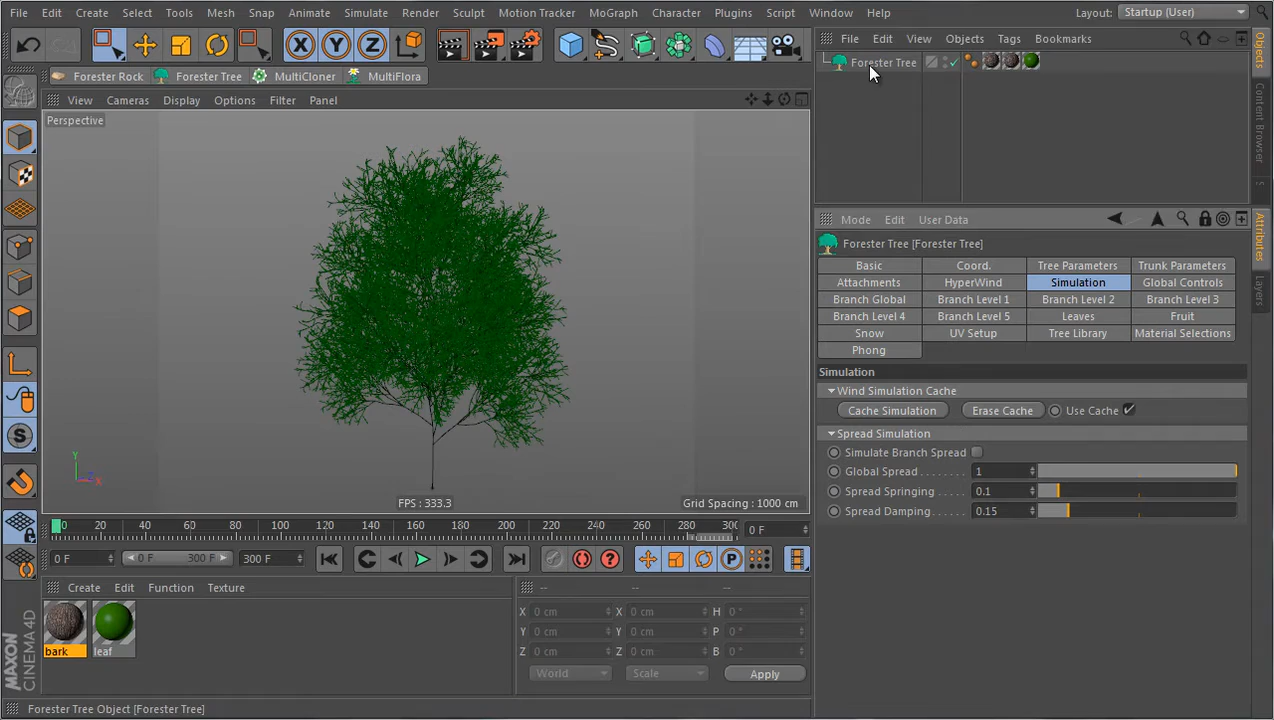 File Edit Create Select Tools Mesh Snap Animate Simulate Render Sculpt Motion Tracker MoGraph Character Plugins Script Window Help Layout: Startup (User)
X Y Z
File Edit View Objects Tags Bookmarks
Forester Tree
Forester Rock Forester Tree MultiCloner MultiFlora
View Cameras Display Options Filter Panel
Perspective
Y
Z X
FPS : 333.3 Grid Spacing : 1000 cm
Mode Edit User Data
Forester Tree [Forester Tree]
Basic Coord. Tree Parameters Trunk Parameters
Attachments HyperWind Simulation Global Controls
Branch Global Branch Level 1 Branch Level 2 Branch Level 3
Branch Level 4 Branch Level 5 Leaves Fruit
Snow UV Setup Tree Library Material Selections
Phong
Simulation
Wind Simulation Cache
Cache Simulation Erase Cache Use Cache
Spread Simulation
Simulate Branch Spread
Global Spread . . . . . . . . 1
Spread Springing 0.1
Spread Damping . . 0.15
Objects
Content Browser
S
Attributes
Layers
0 20 40 60 80 100 120 140 160 180 200 220 240 260 280 300 0 F
0 F 0 F 300 F 300 F
P
S
Create Edit Function Texture
bark leaf
-- -- --
X 0 cm X 0 cm H 0 °
Y 0 cm Y 0 cm P 0 °
Z 0 cm Z 0 cm B 0 °
World Scale Apply
MAXON
CINEMA 4D
Forester Tree Object [Forester Tree]